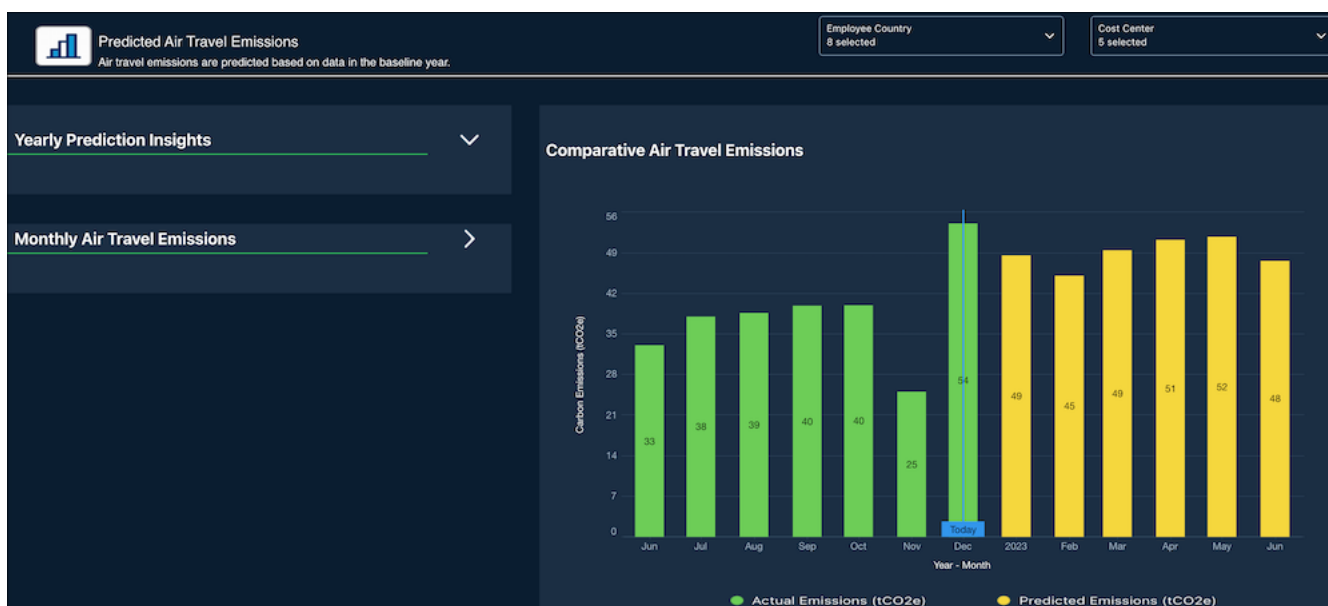 Predicted Air Travel Emissions
Air travel emissions are predicted based on data in the baseline year.
Employee Country
8 selected
Cost Center
5 selected
Yearly Prediction Insights
Monthly Air Travel Emissions
Comparative Air Travel Emissions
Carbon Emissions (tCO2e)
56
49
42
35
28
21
14
7
0
33
38
39
40
40
25
54
49
45
49
51
52
48
Today
Jun
Jul
Aug
Sep
Oct
Nov
Dec
2023
Feb
Mar
Apr
May
Jun
Year - Month
Actual Emissions (tCO2e)
Predicted Emissions (tCO2e)